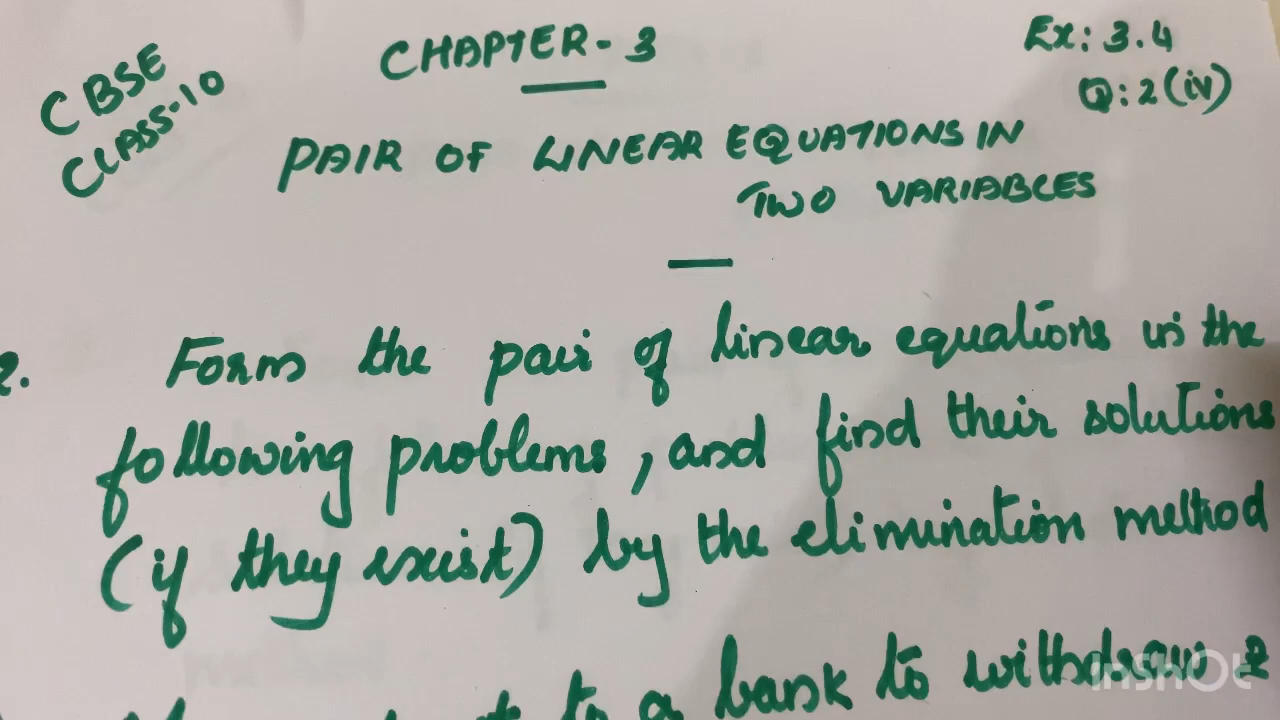 CBSE
CLASS-10
CHAPTER-3
Ex: 3.4
Q: 2(iv)
PAIR OF LINEAR EQUATIONS IN
TWO VARIABLES
2. Form the pair of linear equations in the
following problems, and find their solutions
(if they exist) by the elimination method
to a bank to withdraw ₹
InShOt